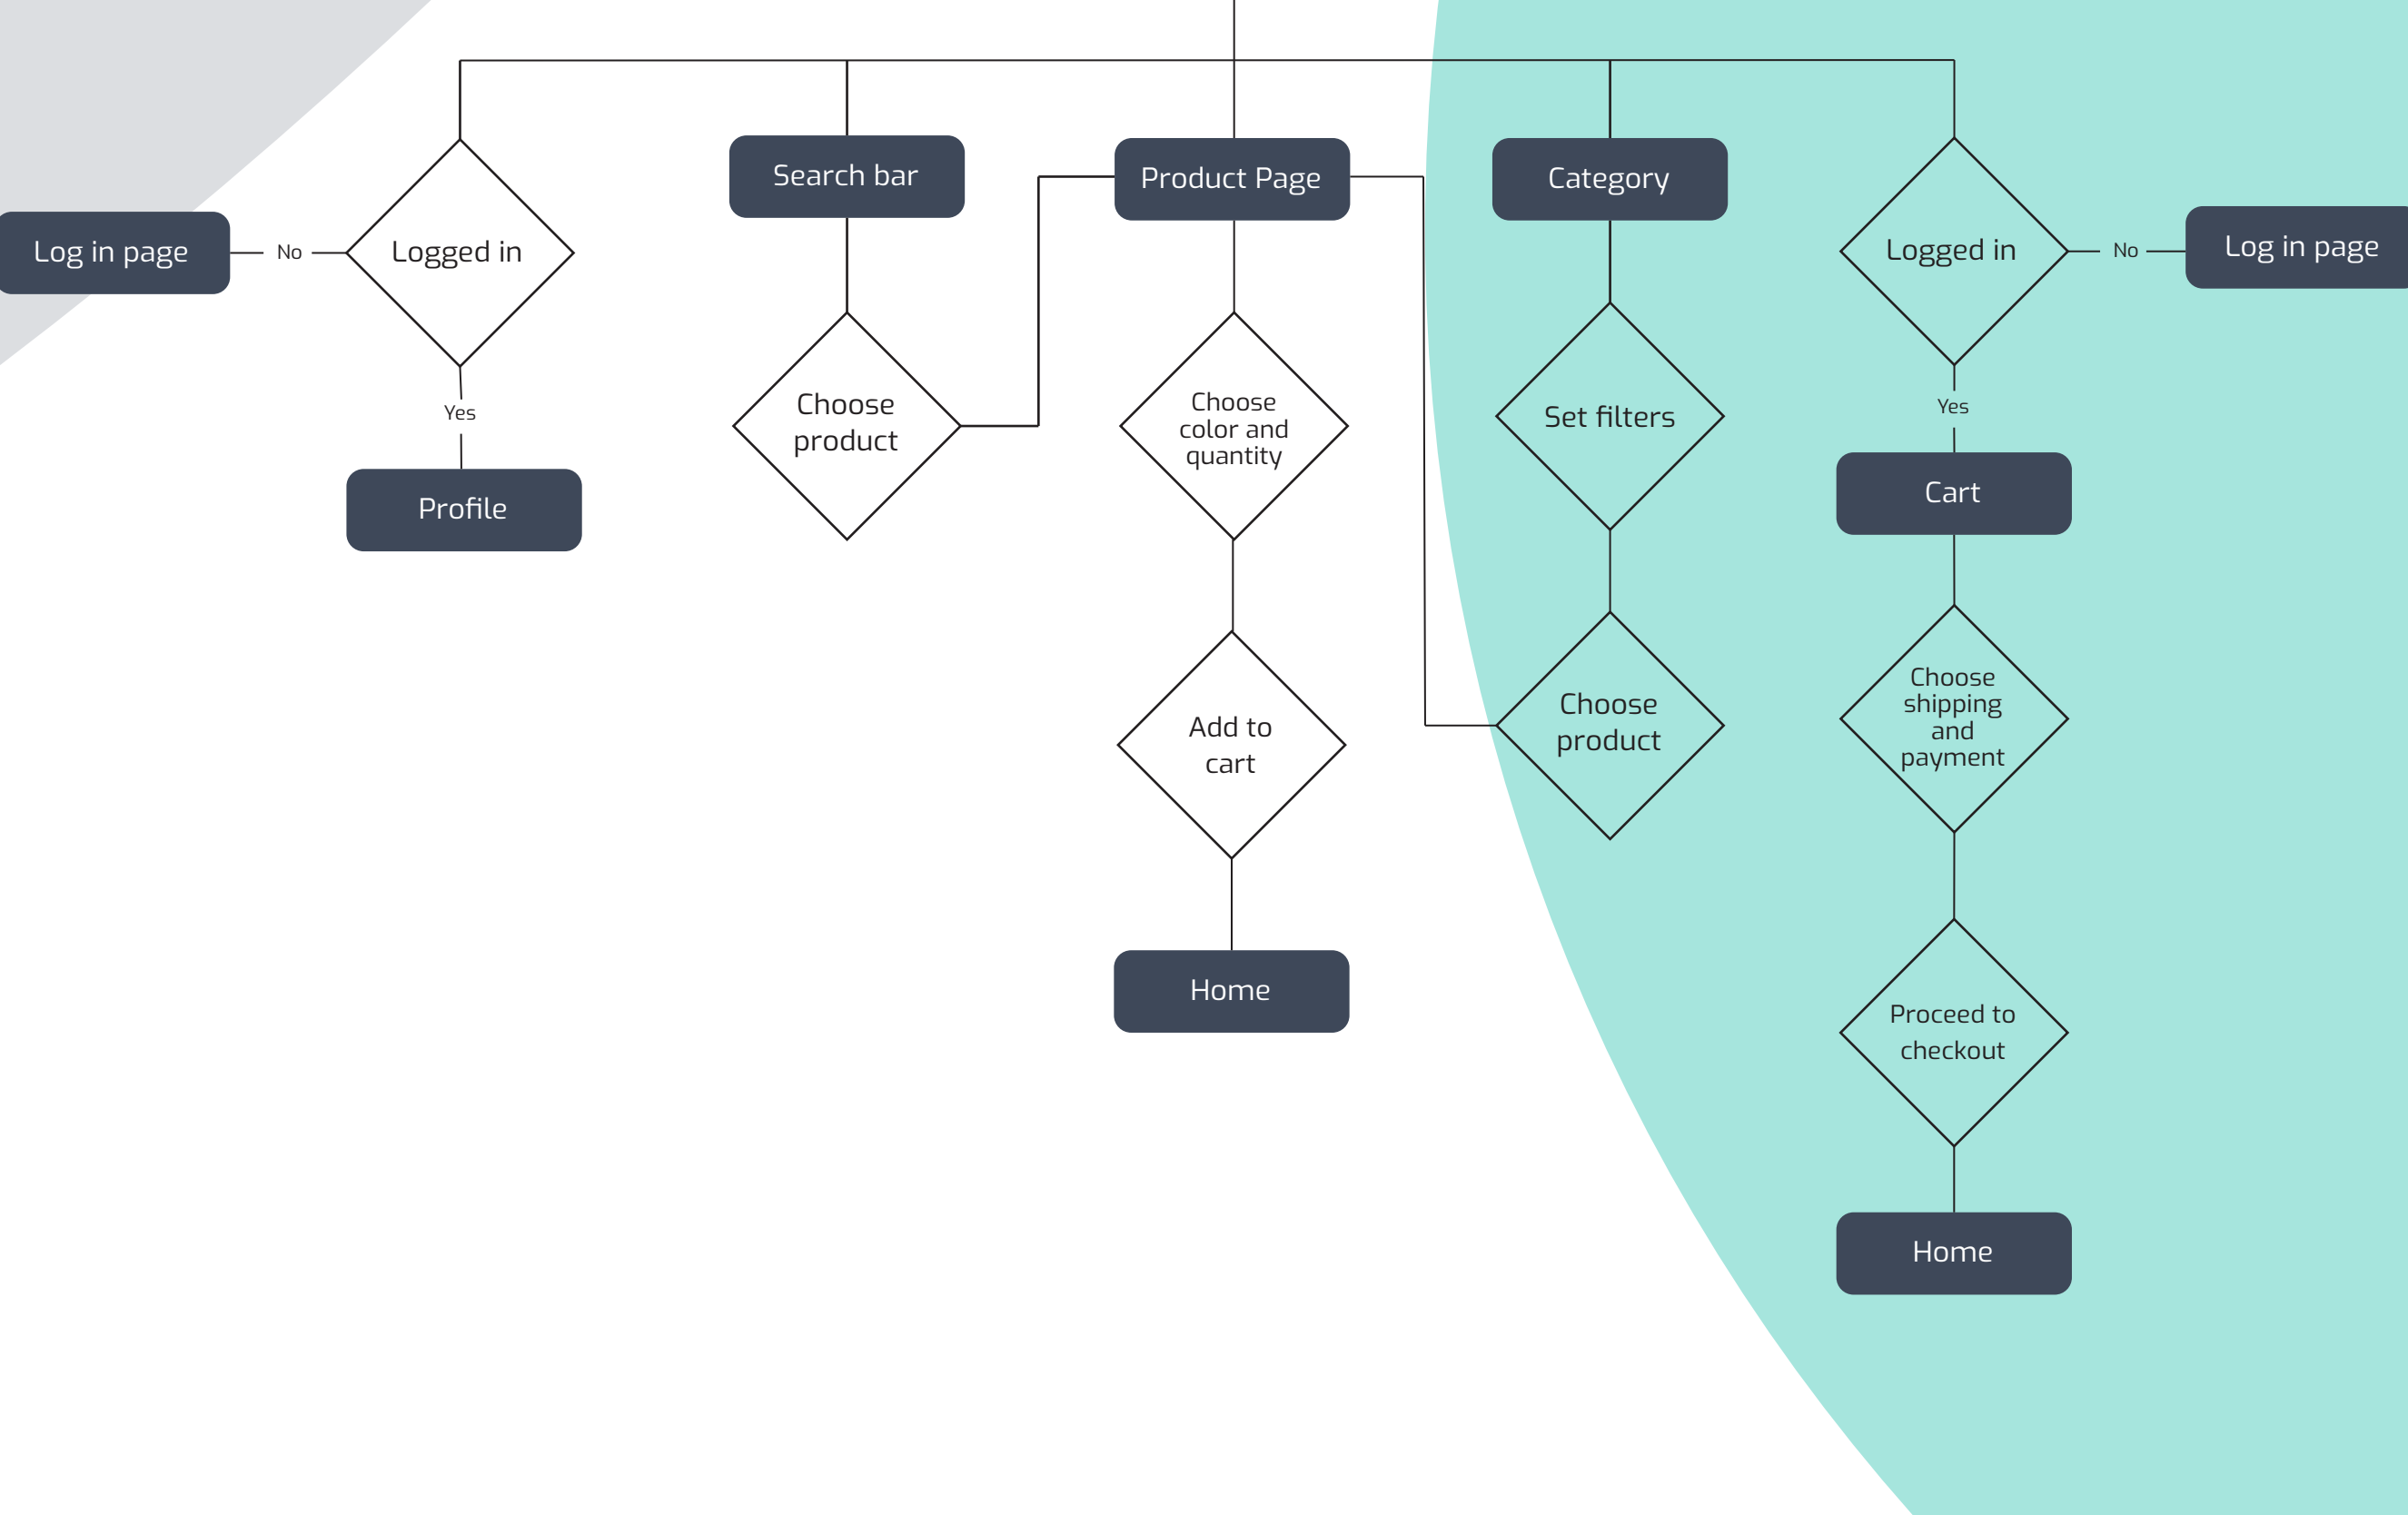 Search bar
Product Page
Category
Log in page
No
Logged in
Logged in
No
Log in page
Choose
product
Choose
color and
quantity
Set filters
Yes
Yes
Profile
Cart
Choose
shipping
and
payment
Add to
cart
Choose
product
Home
Proceed to
checkout
Home